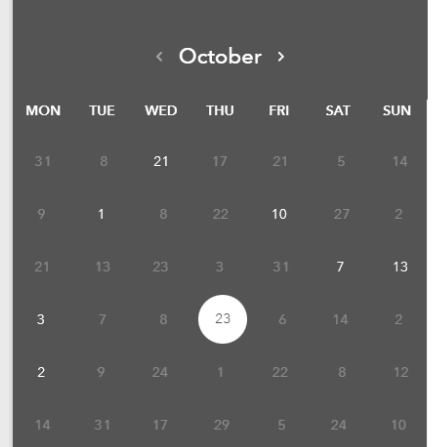 ‹ October ›
MON TUE WED THU FRI SAT SUN
31 8 21 17 21 5 14
9 1 8 22 10 27 2
21 13 23 3 31 7 13
3 7 8 23 6 14 2
2 9 24 1 22 8 12
14 31 17 29 5 24 10